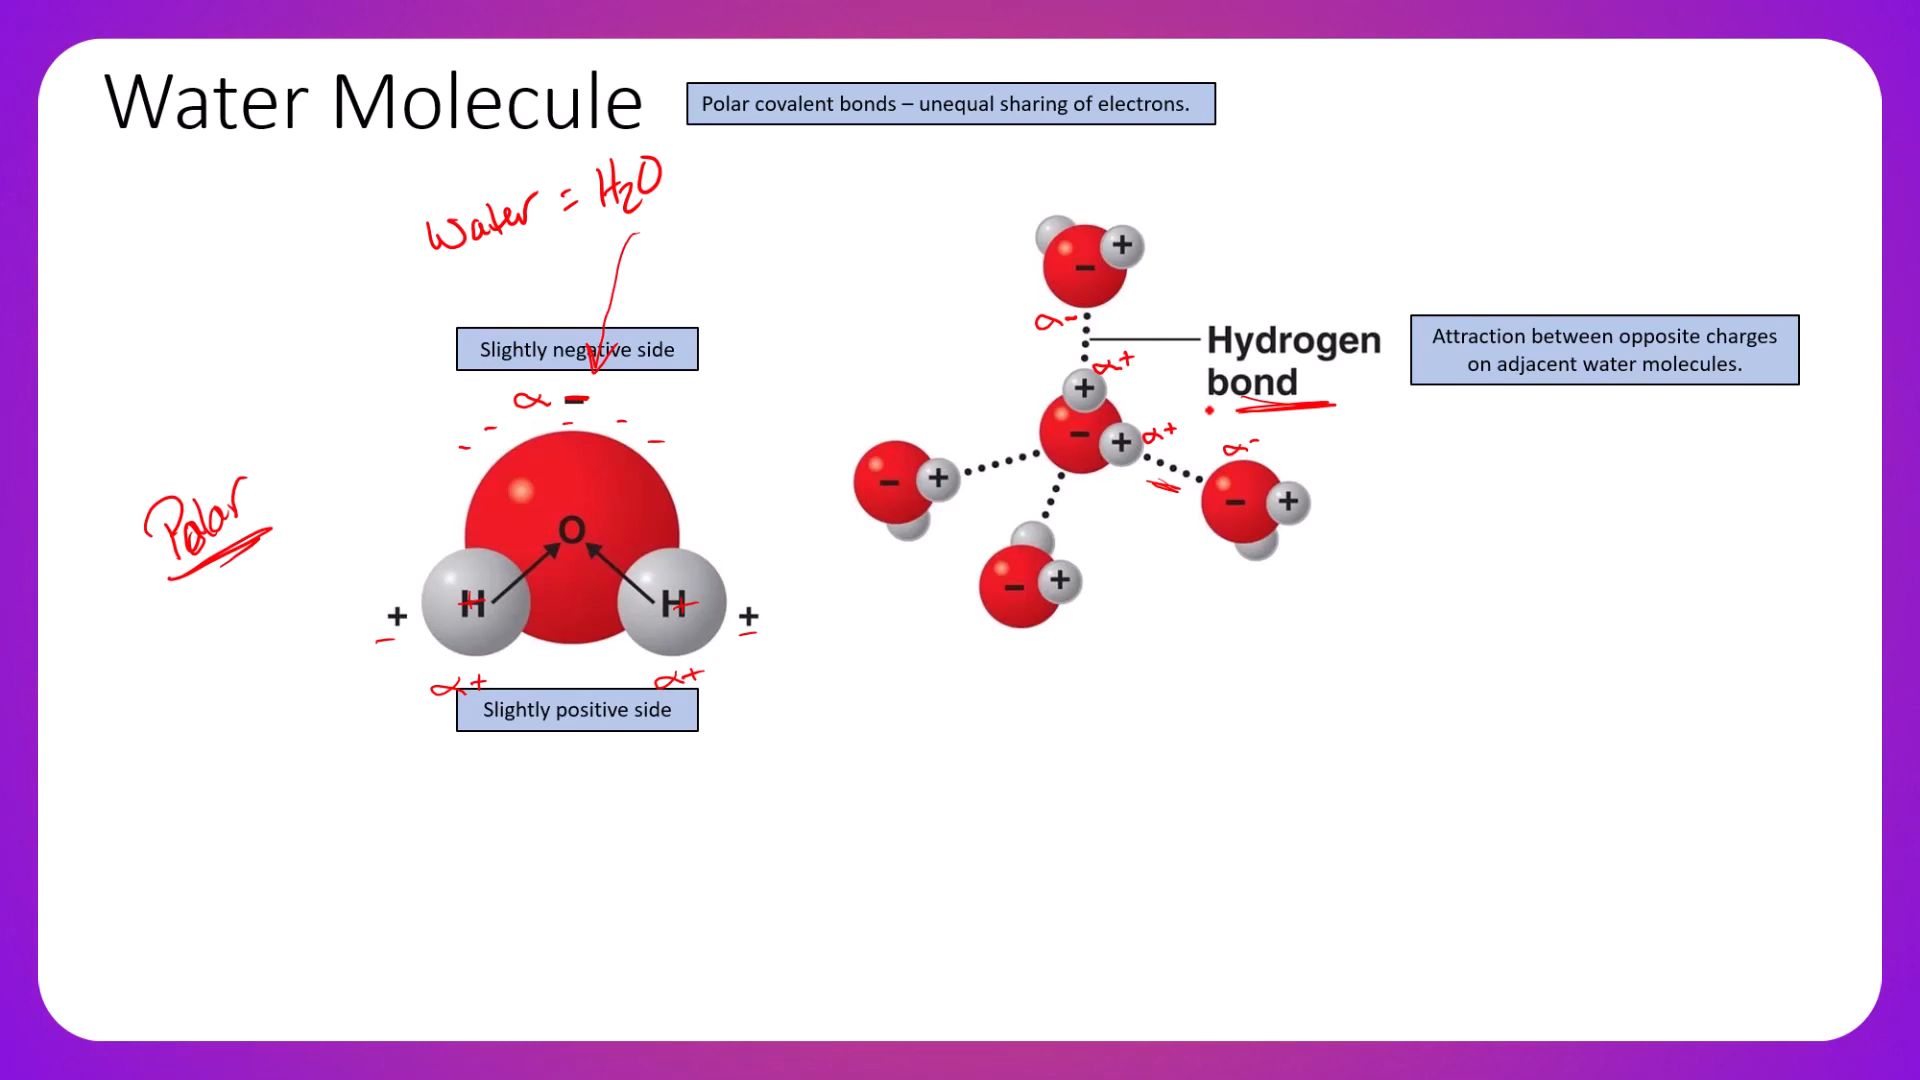 Water Molecule
Polar covalent bonds – unequal sharing of electrons.
Water = H2O
Slightly negative side
α -
- - - - -
Polar
O
H H
+ +
+ +
- -
α+ α+
Slightly positive side
- +
α-
Hydrogen
bond
α+
+
- +
α+
α-
- +
- +
- +
Attraction between opposite charges
on adjacent water molecules.